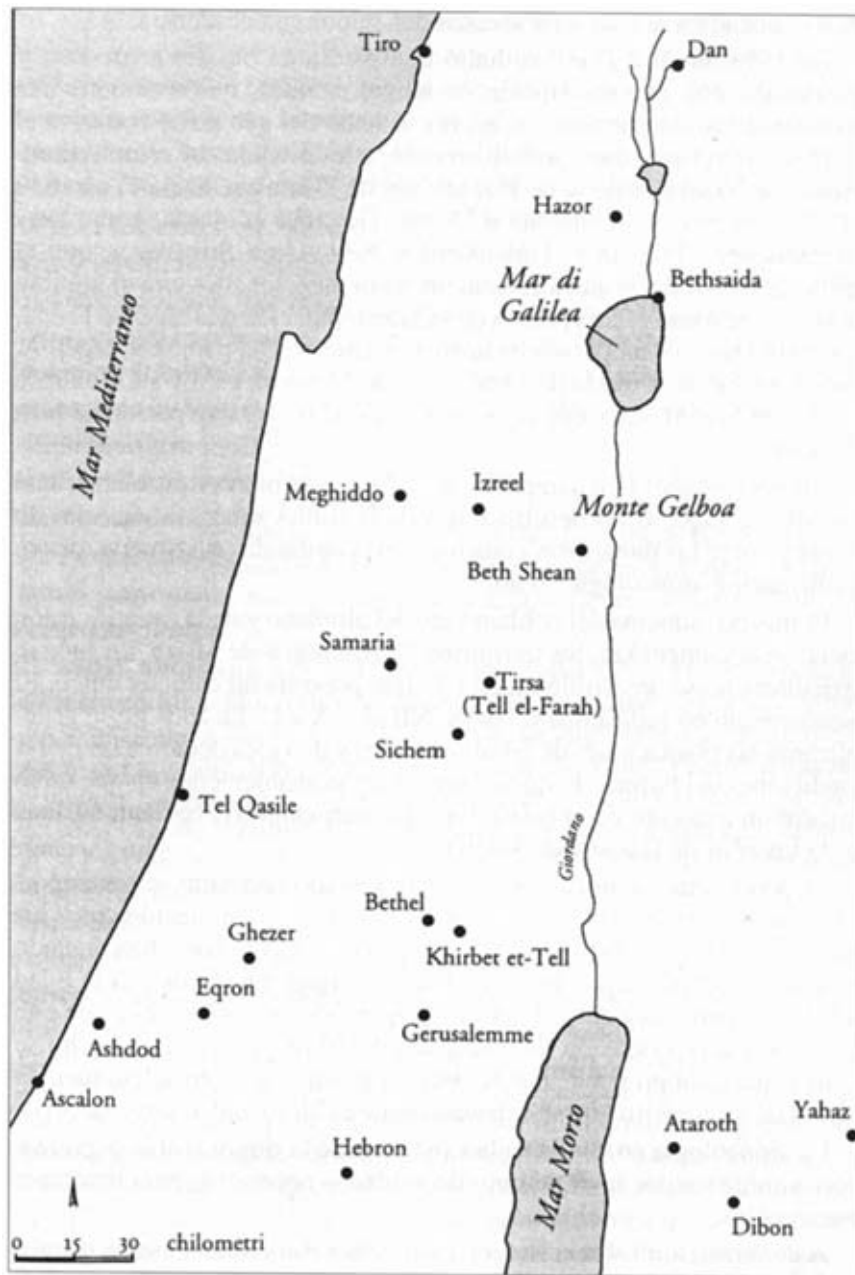 Tiro
Dan
Hazor
Mar di
Galilea
Bethsaida
Mar Mediterraneo
Meghiddo
Izreel
Monte Gelboa
Beth Shean
Samaria
Tirsa
(Tell el-Farah)
Sichem
Tel Qasile
Giordano
Bethel
Khirbet et-Tell
Ghezer
Eqron
Gerusalemme
Ashdod
Ascalon
Hebron
Mar Morto
Ataroth
Yahaz
Dibon
0 15 30 chilometri